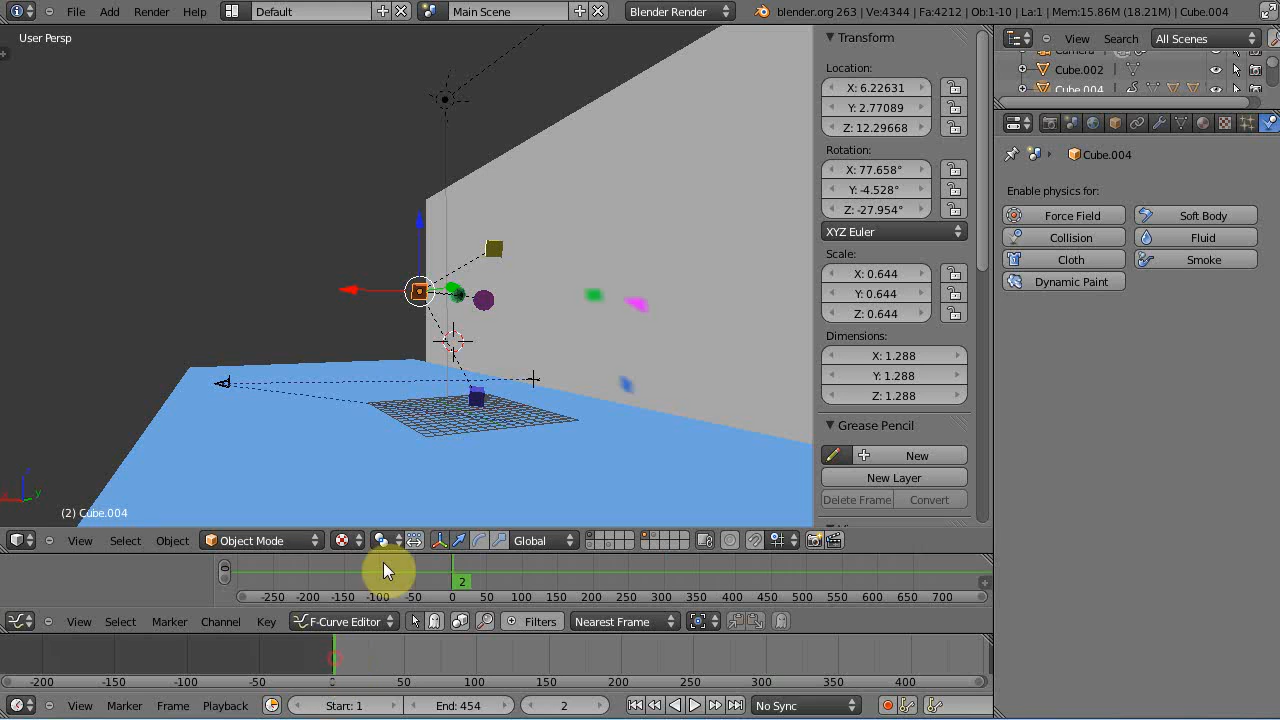 File Add Render Help Default Main Scene Blender Render blender.org 263 | Ve:4344 | Fa:4212 | Ob:1-10 | La:1 | Mem:15.86M (18.21M) | Cube.004
User Persp
Transform
View Search All Scenes
Location:
X: 6.22631
Y: 2.77089
Z: 12.29668
Camera
Cube.002
Cube.004
Cube.004
Rotation:
X: 77.658°
Y: -4.528°
Z: -27.954°
XYZ Euler
Enable physics for:
Force Field Soft Body
Collision Fluid
Cloth Smoke
Dynamic Paint
Scale:
X: 0.644
Y: 0.644
Z: 0.644
Dimensions:
X: 1.288
Y: 1.288
Z: 1.288
Grease Pencil
New
New Layer
Delete Frame Convert
z
x y
(2) Cube.004
View Select Object Object Mode Global
2
-250 -200 -150 -100 -50 0 50 100 150 200 250 300 350 400 450 500 550 600 650 700
View Select Marker Channel Key F-Curve Editor Filters Nearest Frame
-200 -150 -100 -50 0 50 100 150 200 250 300 350 400
View Marker Frame Playback Start: 1 End: 454 2 No Sync